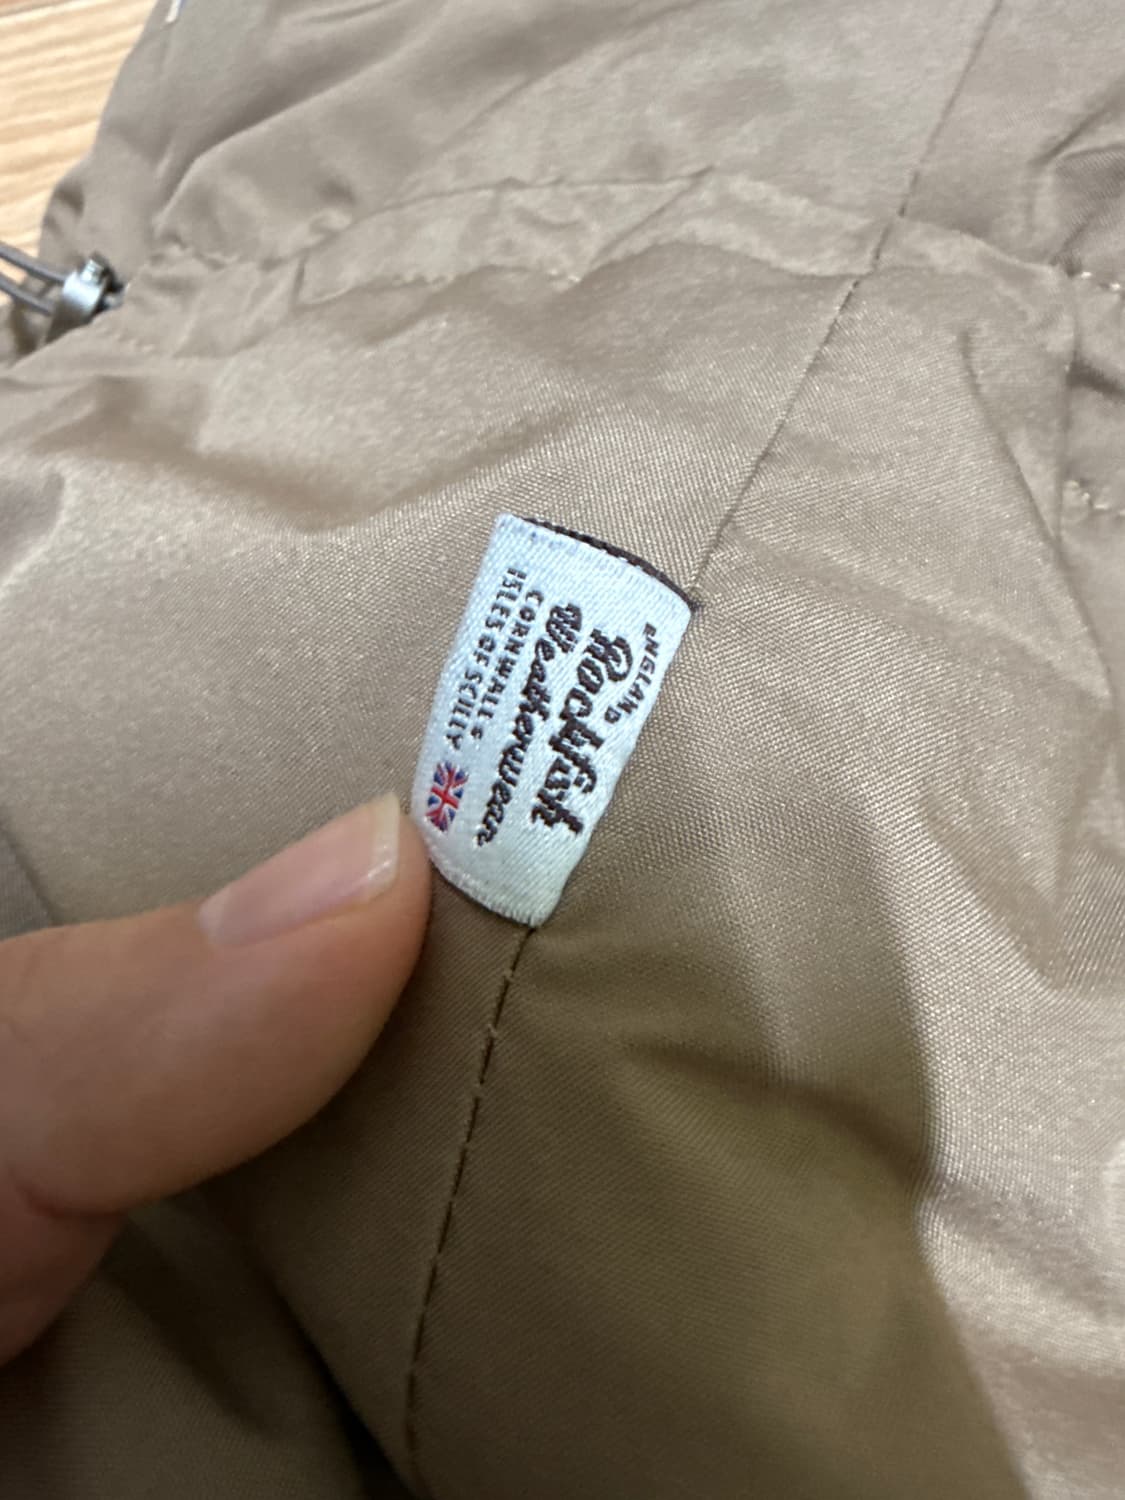 ENGLAND
Rockfish
Weatherwear
CORNWALL &
ISLES OF SCILLY